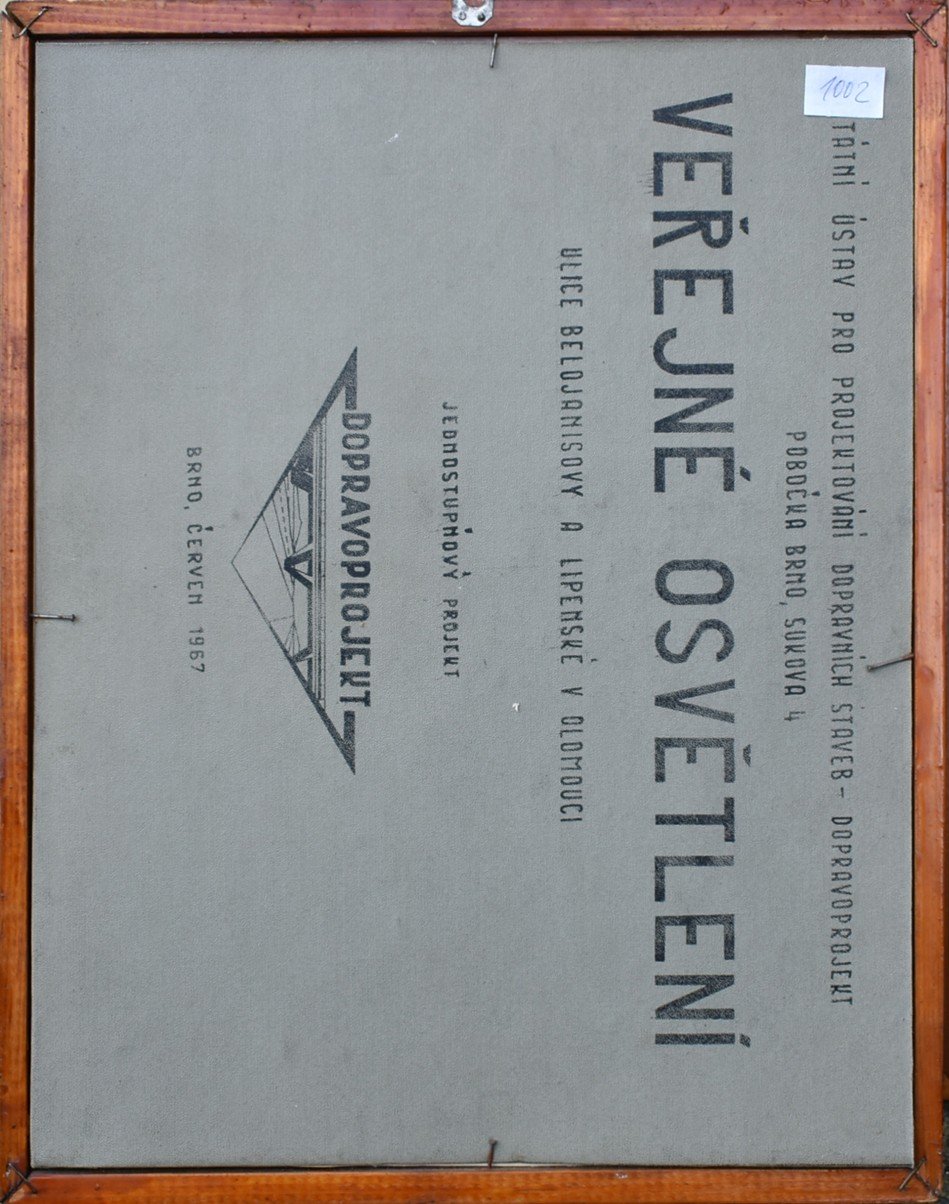 1002
TÁTNÍ ÚSTAV PRO PROJEKTOVÁNÍ DOPRAVNÍCH STAVEB - DOPRAVOPROJEKT
POBOČKA BRNO, SUKOVA 4
VEŘEJNÉ OSVĚTLENÍ
ULICE BELOJANISOVY A LIPENSKÉ V OLOMOUCI
JEDNOSTUPŇOVÝ PROJEKT
DOPRAVOPROJEKT
BRNO, ČERVEN 1967